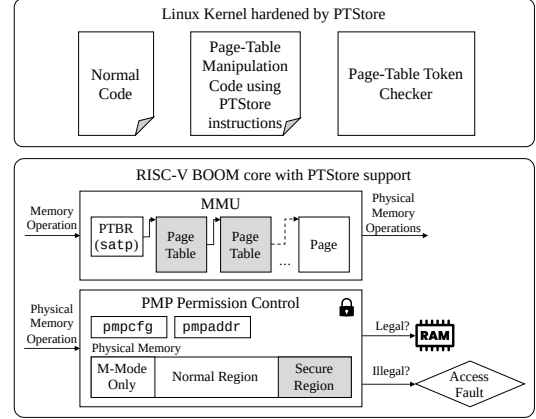 Linux Kernel hardened by PTStore
Normal
Code
Page-Table
Manipulation
Code using
PTStore
instructions
Page-Table Token
Checker
RISC-V BOOM core with PTStore support
MMU
Memory
Operation
PTBR
(satp)
Page
Table
Page
Table
...
Page
Physical
Memory
Operations
Physical
Memory
Operation
PMP Permission Control
pmpcfg
pmpaddr
Physical Memory
M-Mode
Only
Normal Region
Secure
Region
Legal?
RAM
Illegal?
Access
Fault